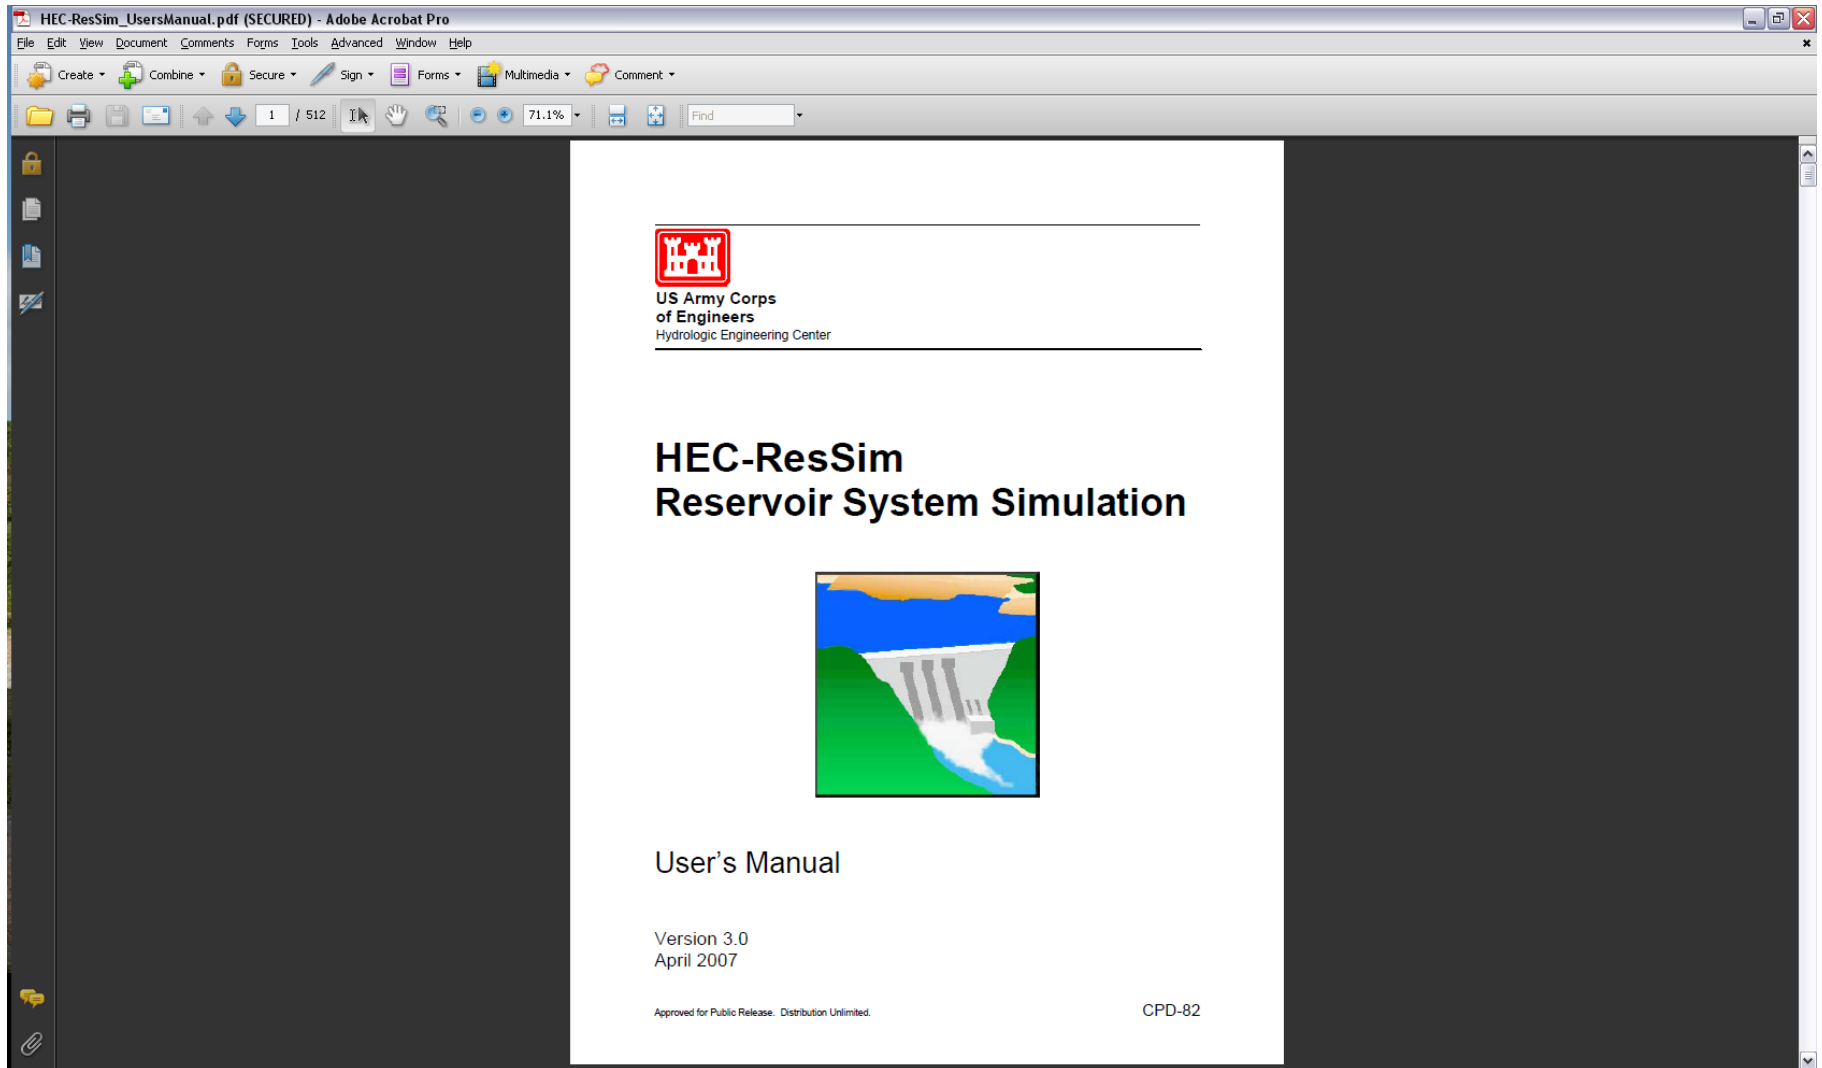 HEC-ResSim_UsersManual.pdf (SECURED) - Adobe Acrobat Pro
File Edit View Document Comments Forms Tools Advanced Window Help
Create Combine Secure Sign Forms Multimedia Comment
1 / 512 71.1% Find
US Army Corps
of Engineers
Hydrologic Engineering Center
HEC-ResSim
Reservoir System Simulation
User's Manual
Version 3.0
April 2007
Approved for Public Release. Distribution Unlimited. CPD-82